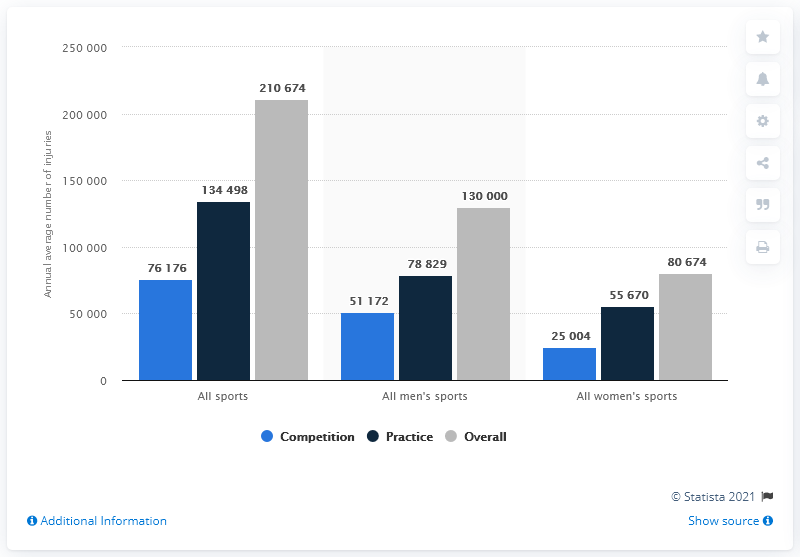 250 000
200 000
150 000
100 000
50 000
0
Annual average number of injuries
76 176
134 498
210 674
51 172
78 829
130 000
25 004
55 670
80 674
All sports
All men's sports
All women's sports
Competition
Practice
Overall
© Statista 2021
Additional Information
Show source